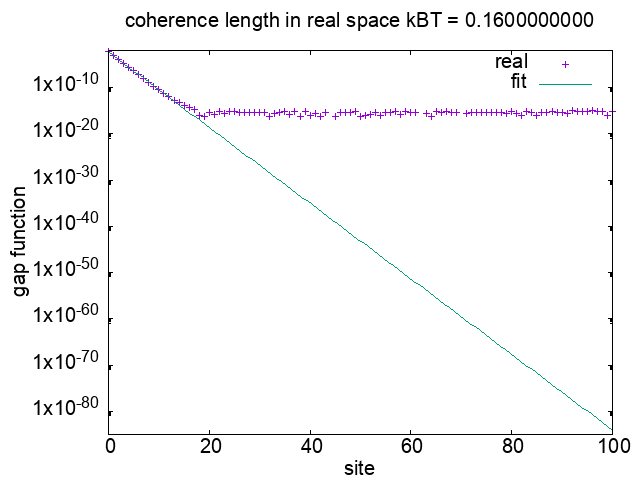 coherence length in real space kBT = 0.1600000000
real
fit
1x10-10
1x10-20
1x10-30
1x10-40
1x10-50
1x10-60
1x10-70
1x10-80
gap function
0 20 40 60 80 100
site